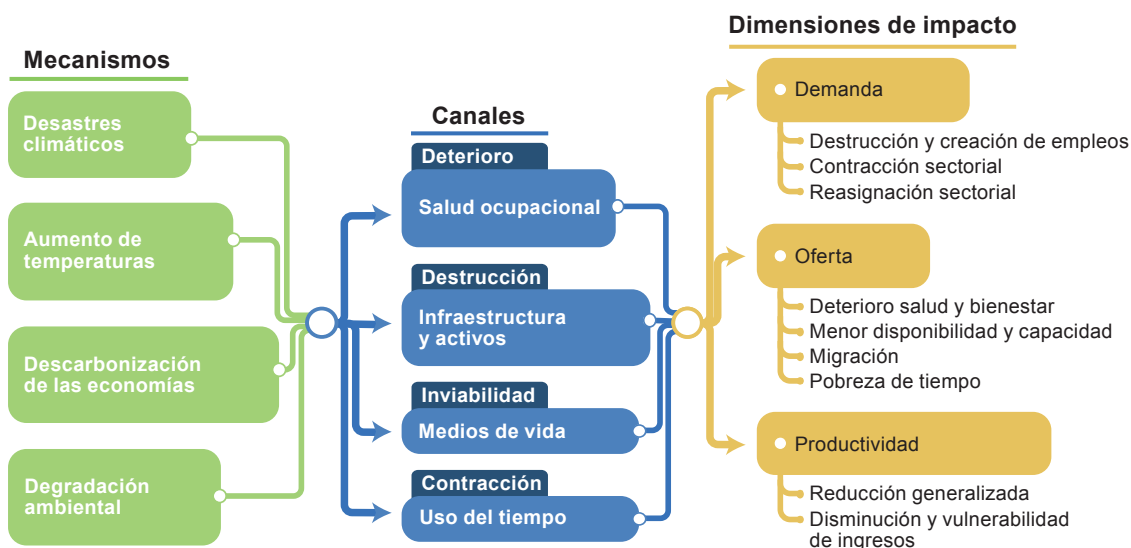 Mecanismos
Desastres
climáticos
Aumento de
temperaturas
Descarbonización
de las economías
Degradación
ambiental
Canales
Deterioro
Salud ocupacional
Destrucción
Infraestructura
y activos
Inviabilidad
Medios de vida
Contracción
Uso del tiempo
Dimensiones de impacto
Demanda
Destrucción y creación de empleos
Contracción sectorial
Reasignación sectorial
Oferta
Deterioro salud y bienestar
Menor disponibilidad y capacidad
Migración
Pobreza de tiempo
Productividad
Reducción generalizada
Disminución y vulnerabilidad
de ingresos